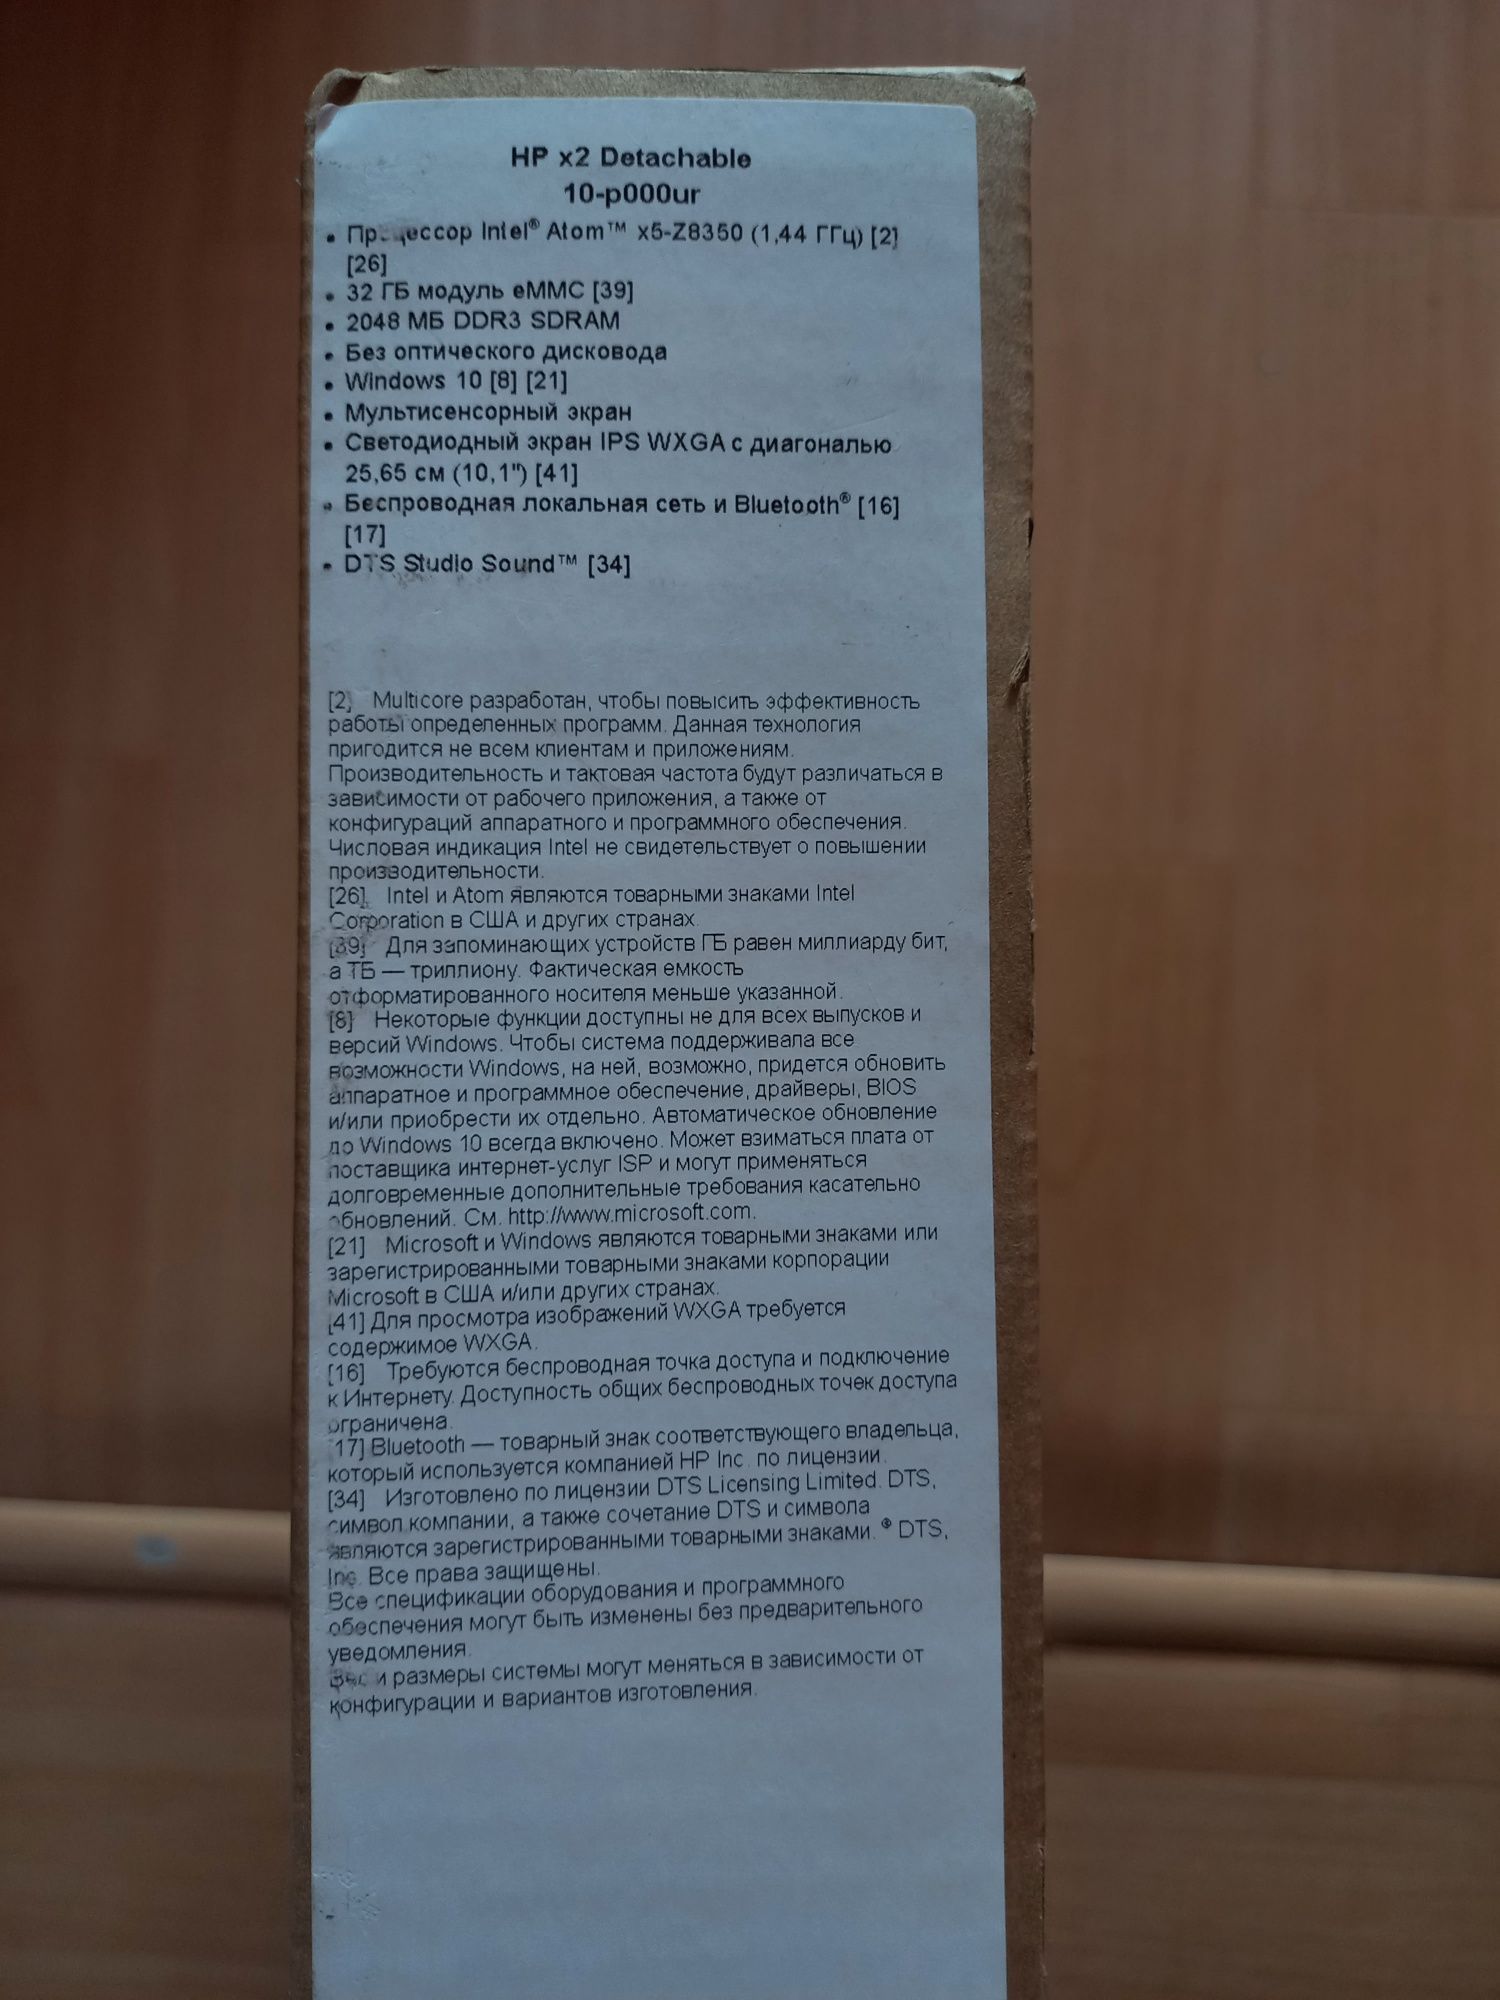 HP x2 Detachable
10-p000ur
• Процессор Intel® Atom™ x5-Z8350 (1,44 ГГц) [2]
[26]
• 32 ГБ модуль eMMC [39]
• 2048 МБ DDR3 SDRAM
• Без оптического дисковода
• Windows 10 [8] [21]
• Мультисенсорный экран
• Светодиодный экран IPS WXGA с диагональю
25,65 см (10,1") [41]
• Беспроводная локальная сеть и Bluetooth® [16]
[17]
• DTS Studio Sound™ [34]
[2] Multicore разработан, чтобы повысить эффективность
работы определенных программ. Данная технология
пригодится не всем клиентам и приложениям.
Производительность и тактовая частота будут различаться в
зависимости от рабочего приложения, а также от
конфигураций аппаратного и программного обеспечения.
Числовая индикация Intel не свидетельствует о повышении
производительности.
[26] Intel и Atom являются товарными знаками Intel
Corporation в США и других странах.
[39] Для запоминающих устройств ГБ равен миллиарду бит,
а ТБ — триллиону. Фактическая емкость
отформатированного носителя меньше указанной.
[8] Некоторые функции доступны не для всех выпусков и
версий Windows. Чтобы система поддерживала все
возможности Windows, на ней, возможно, придется обновить
аппаратное и программное обеспечение, драйверы, BIOS
и/или приобрести их отдельно. Автоматическое обновление
до Windows 10 всегда включено. Может взиматься плата от
поставщика интернет-услуг ISP и могут применяться
долговременные дополнительные требования касательно
обновлений. См. http://www.microsoft.com.
[21] Microsoft и Windows являются товарными знаками или
зарегистрированными товарными знаками корпорации
Microsoft в США и/или других странах.
[41] Для просмотра изображений WXGA требуется
содержимое WXGA.
[16] Требуются беспроводная точка доступа и подключение
к Интернету. Доступность общих беспроводных точек доступа
ограничена.
[17] Bluetooth — товарный знак соответствующего владельца,
который используется компанией HP Inc. по лицензии.
[34] Изготовлено по лицензии DTS Licensing Limited. DTS,
символ компании, а также сочетание DTS и символа
являются зарегистрированными товарными знаками. ® DTS,
Inc. Все права защищены.
Все спецификации оборудования и программного
обеспечения могут быть изменены без предварительного
уведомления.
Вес и размеры системы могут меняться в зависимости от
конфигурации и вариантов изготовления.